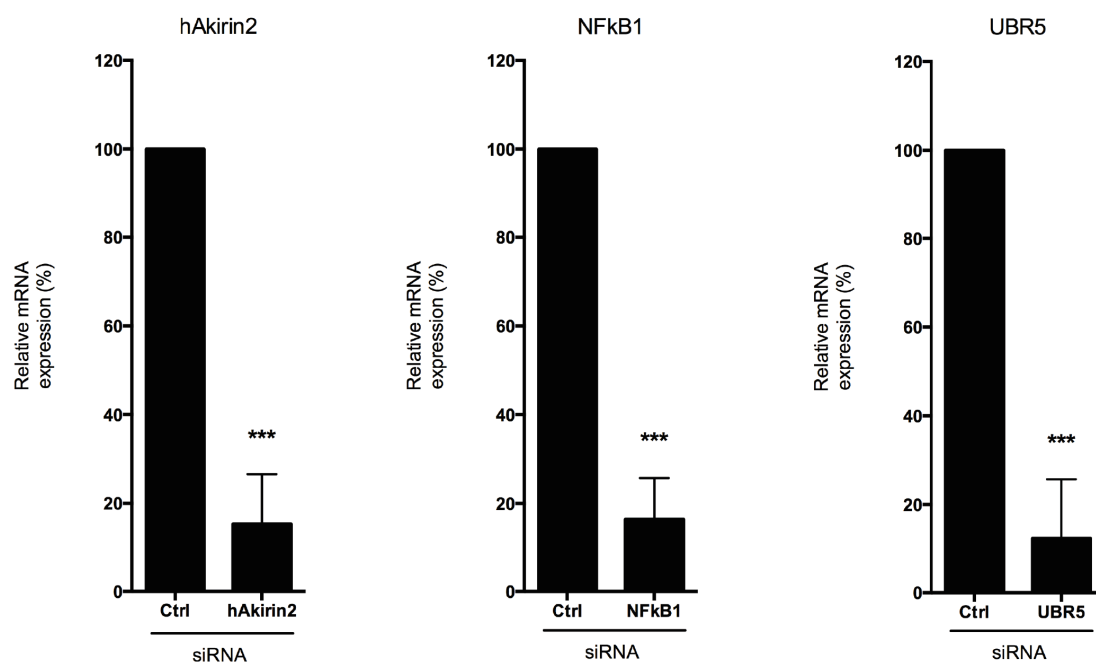 hAkirin2
Relative mRNA
expression (%)
120
100
80
60
40
20
0
***
Ctrl hAkirin2
siRNA
NFkB1
Relative mRNA
expression (%)
120
100
80
60
40
20
0
***
Ctrl NFkB1
siRNA
UBR5
Relative mRNA
expression (%)
120
100
80
60
40
20
0
***
Ctrl UBR5
siRNA